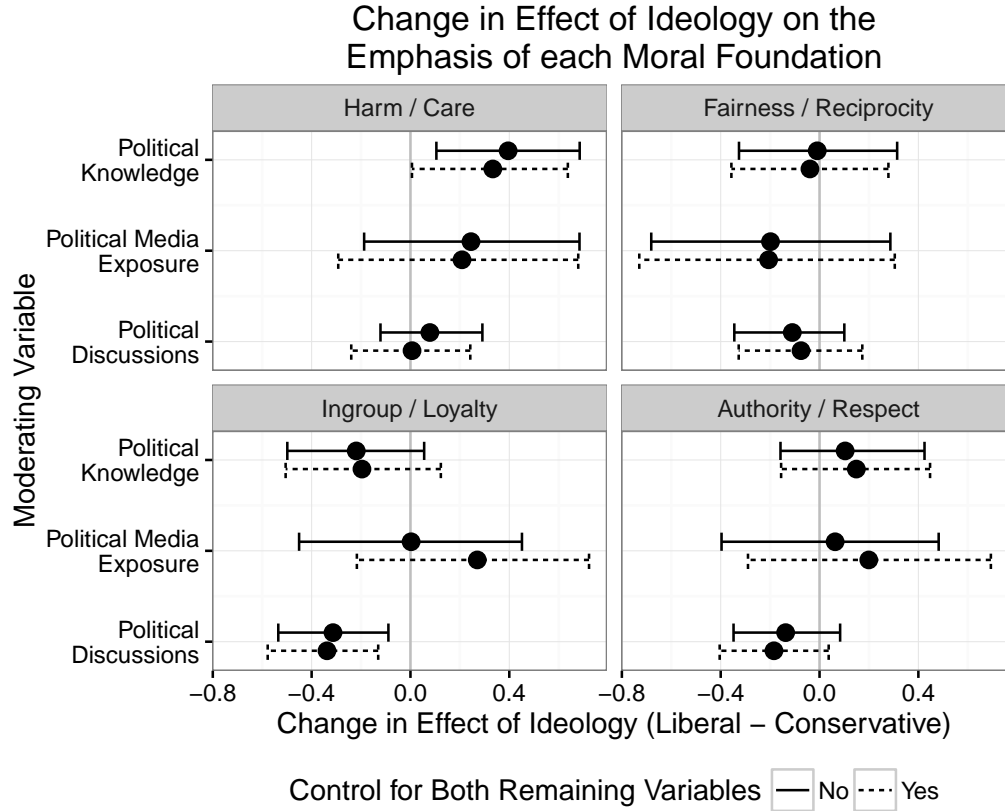 Change in Effect of Ideology on the
Emphasis of each Moral Foundation
Harm / Care
Fairness / Reciprocity
Political
Knowledge
Political Media
Exposure
Political
Discussions
Ingroup / Loyalty
Authority / Respect
Political
Knowledge
Political Media
Exposure
Political
Discussions
Moderating Variable
−0.8 −0.4 0.0 0.4 −0.8 −0.4 0.0 0.4
Change in Effect of Ideology (Liberal − Conservative)
Control for Both Remaining Variables No Yes